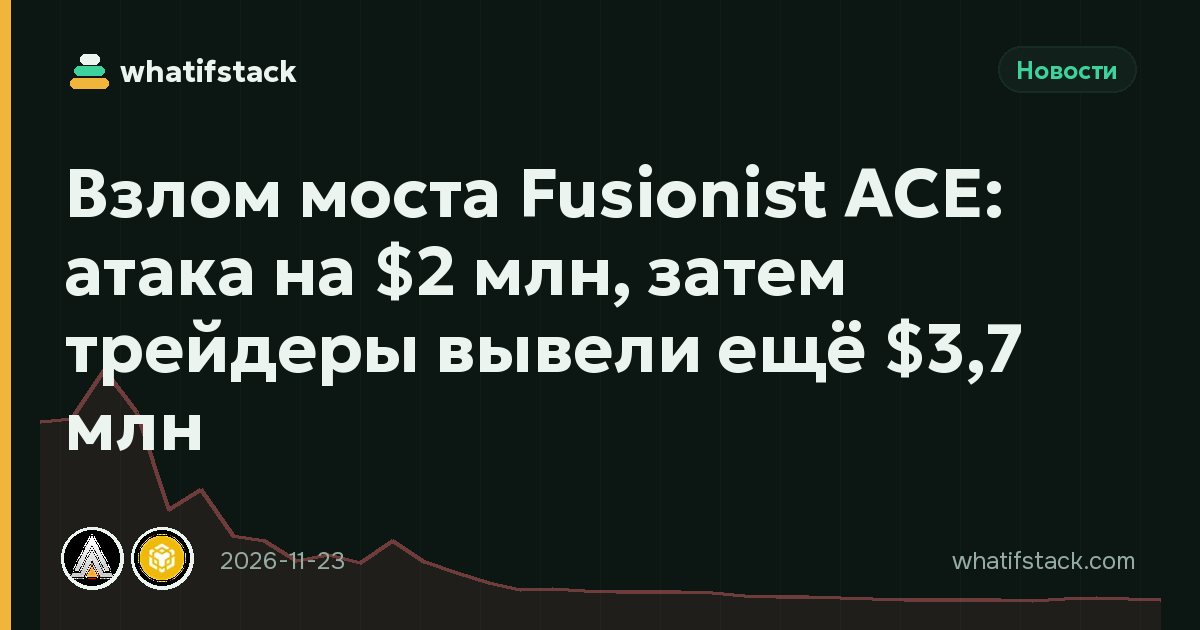 whatifstack
Новости
Взлом моста Fusionist ACE:
атака на $2 млн, затем
трейдеры вывели ещё $3,7
млн
2026-11-23
whatifstack.com